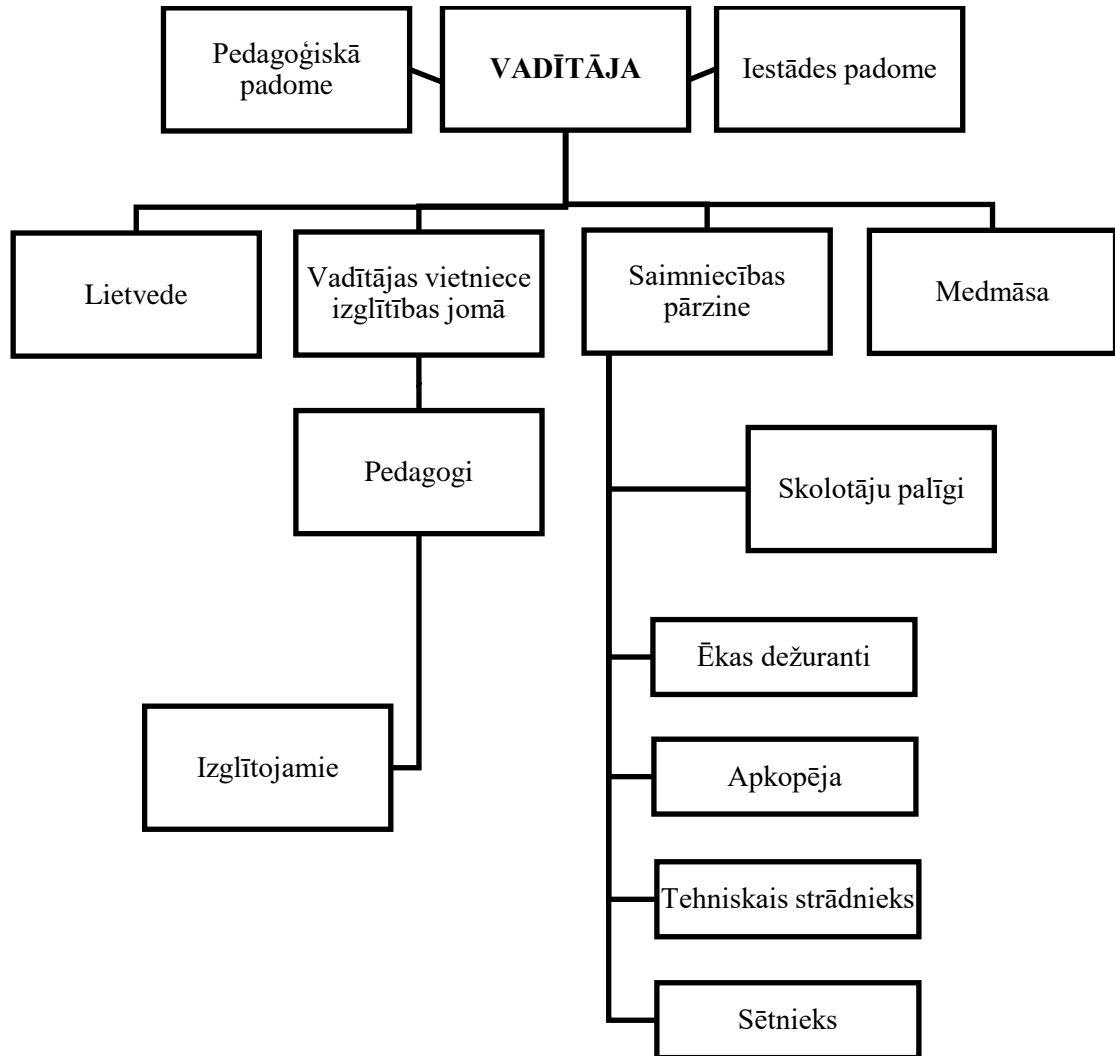 Pedagoģiskā
padome
VADĪTĀJA
Iestādes padome
Lietvede
Vadītājas vietniece
izglītības jomā
Saimniecības
pārzine
Medmāsa
Pedagogi
Skolotāju palīgi
Ēkas dežuranti
Izglītojamie
Apkopēja
Tehniskais strādnieks
Sētnieks